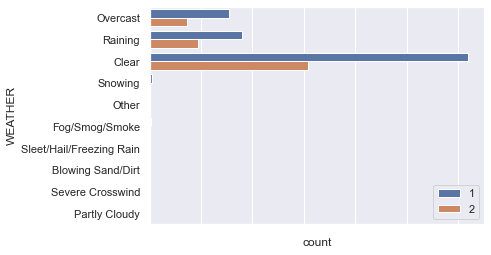 WEATHER
Overcast
Raining
Clear
Snowing
Other
Fog/Smog/Smoke
Sleet/Hail/Freezing Rain
Blowing Sand/Dirt
Severe Crosswind
Partly Cloudy
1
2
count